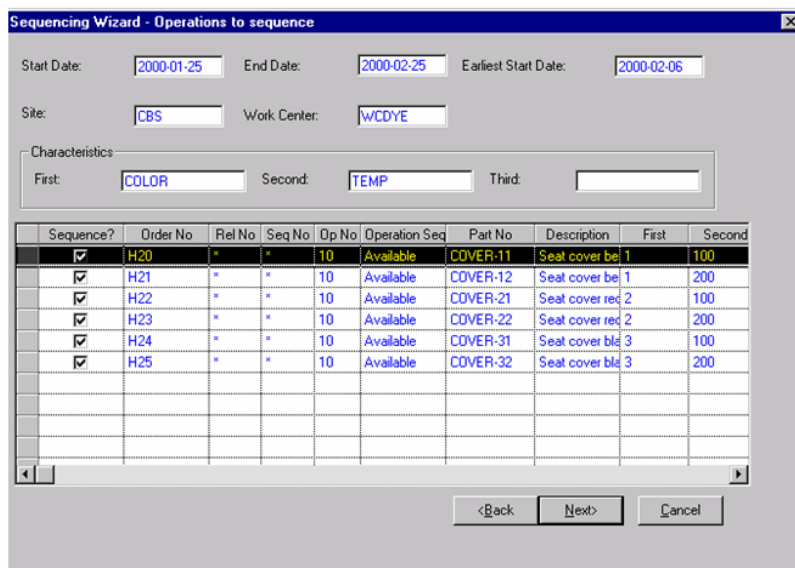 Sequencing Wizard - Operations to sequence
Start Date: 2000-01-25 End Date: 2000-02-25 Earliest Start Date: 2000-02-06
Site: CBS Work Center: WCDYE
Characteristics
First: COLOR Second: TEMP Third:
Sequence? Order No Rel No Seq No Op No Operation Seq Part No Description First Second
H20 * * 10 Available COVER-11 Seat cover be 1 100
H21 * * 10 Available COVER-12 Seat cover be 1 200
H22 * * 10 Available COVER-21 Seat cover red 2 100
H23 * * 10 Available COVER-22 Seat cover red 2 200
H24 * * 10 Available COVER-31 Seat cover bla 3 100
H25 * * 10 Available COVER-32 Seat cover bla 3 200
<Back Next> Cancel